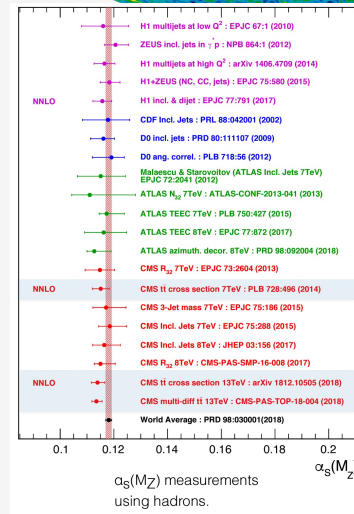 H1 multijets at low Q² : EPJC 67:1 (2010)
ZEUS incl. jets in γ*p : NPB 864:1 (2012)
H1 multijets at high Q² : arXiv 1406.4709 (2014)
H1+ZEUS (NC, CC, jets) : EPJC 75:580 (2015)
NNLO H1 incl. & dijet : EPJC 77:791 (2017)
CDF Incl. Jets : PRL 88:042001 (2002)
D0 incl. jets : PRD 80:111107 (2009)
D0 ang. correl. : PLB 718:56 (2012)
Malaescu & Starovoitov (ATLAS Incl. Jets 7TeV)
EPJC 72:2041 (2012)
ATLAS N₃₂ 7TeV : ATLAS-CONF-2013-041 (2013)
ATLAS TEEC 7TeV : PLB 750:427 (2015)
ATLAS TEEC 8TeV : EPJC 77:872 (2017)
ATLAS azimuth. decor. 8TeV : PRD 98:092004 (2018)
CMS R₃₂ 7TeV : EPJC 73:2604 (2013)
NNLO CMS tt̄ cross section 7TeV : PLB 728:496 (2014)
CMS 3-Jet mass 7TeV : EPJC 75:186 (2015)
CMS Incl. Jets 7TeV : EPJC 75:288 (2015)
CMS Incl. Jets 8TeV : JHEP 03:156 (2017)
CMS R₃₂ 8TeV : CMS-PAS-SMP-16-008 (2017)
NNLO CMS tt̄ cross section 13TeV : arXiv 1812.10505 (2018)
CMS multi-diff tt̄ 13TeV : CMS-PAS-TOP-18-004 (2018)
World Average : PRD 98:030001(2018)
0.1 0.12 0.14 0.16 0.18 0.2
αS(MZ
αS(MZ) measurements
using hadrons.